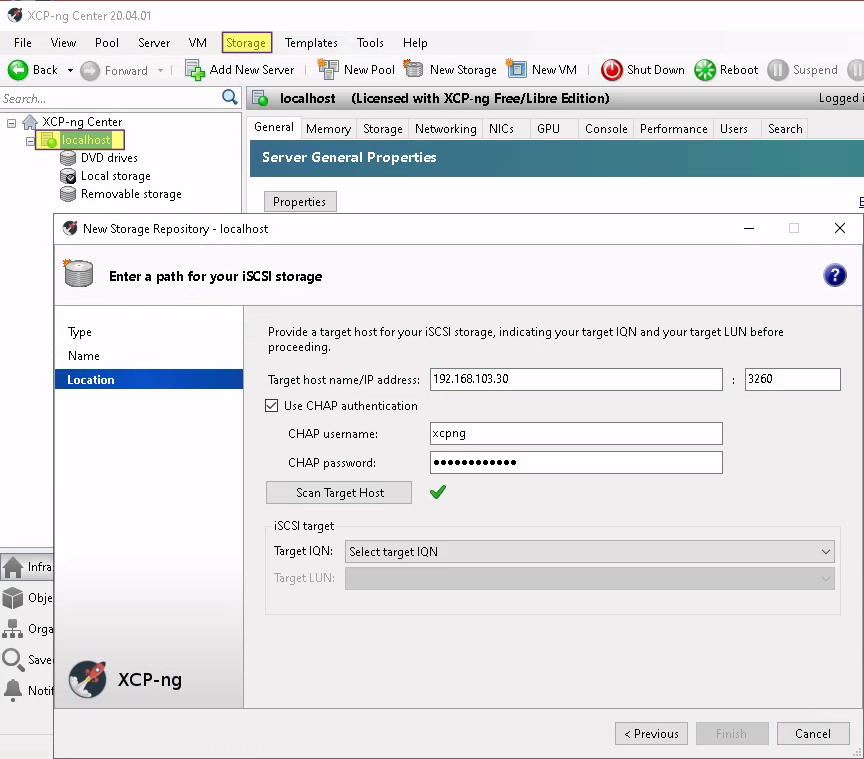 XCP-ng Center 20.04.01
File View Pool Server VM Storage Templates Tools Help
Back Forward Add New Server New Pool New Storage New VM Shut Down Reboot Suspend
Search... localhost (Licensed with XCP-ng Free/Libre Edition) Logged i
XCP-ng Center
localhost
DVD drives
Local storage
Removable storage
General Memory Storage Networking NICs GPU Console Performance Users Search
Server General Properties
Properties
New Storage Repository - localhost
Enter a path for your iSCSI storage
?
Type
Name
Location
Provide a target host for your iSCSI storage, indicating your target IQN and your target LUN before
proceeding.
Target host name/IP address: 192.168.103.30 : 3260
Use CHAP authentication
CHAP username: xcpng
CHAP password: ●●●●●●●●●●●●
Scan Target Host
iSCSI target
Target IQN: Select target IQN
Target LUN:
Infra
Obje
Orga
Save
Notif
XCP-ng
< Previous Finish Cancel